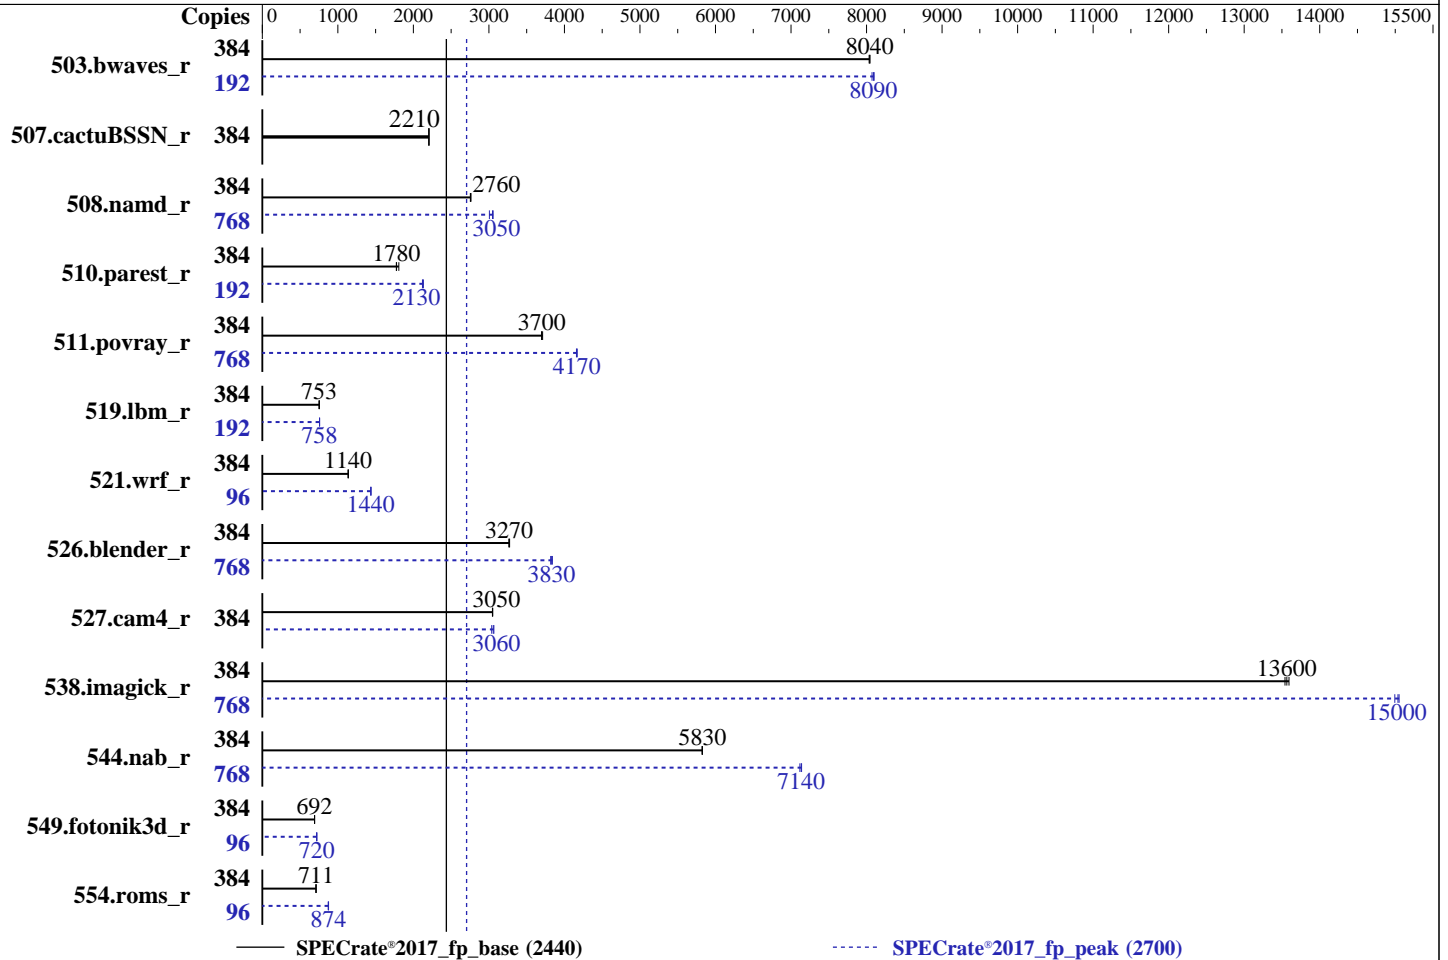 Copies 0 1000 2000 3000 4000 5000 6000 7000 8000 9000 10000 11000 12000 13000 14000 15500
503.bwaves_r 384 8040
192 8090
507.cactuBSSN_r 384 2210
508.namd_r 384 2760
768 3050
510.parest_r 384 1780
192 2130
511.povray_r 384 3700
768 4170
519.lbm_r 384 753
192 758
521.wrf_r 384 1140
96 1440
526.blender_r 384 3270
768 3830
527.cam4_r 384 3050
3060
538.imagick_r 384 13600
768 15000
544.nab_r 384 5830
768 7140
549.fotonik3d_r 384 692
96 720
554.roms_r 384 711
96 874
SPECrate®2017_fp_base (2440) SPECrate®2017_fp_peak (2700)